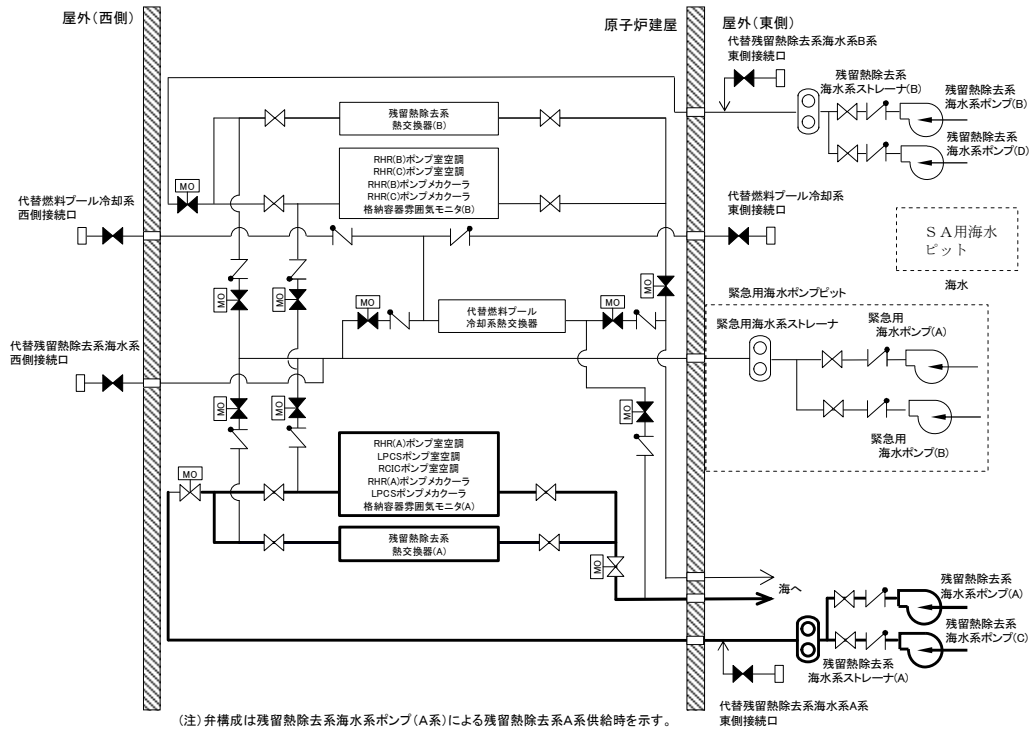 屋外(西側)
原子炉建屋
屋外(東側)
代替残留熱除去系海水系B系
東側接続口
残留熱除去系
海水系ストレーナ(B)
残留熱除去系
海水系ポンプ(B)
残留熱除去系
海水系ポンプ(D)
残留熱除去系
熱交換器(B)
RHR(B)ポンプ室空調
RHR(C)ポンプ室空調
RHR(B)ポンプメカクーラ
RHR(C)ポンプメカクーラ
格納容器雰囲気モニタ(B)
MO
代替燃料プール冷却系
西側接続口
代替燃料プール冷却系
東側接続口
SA用海水
ピット
海水
MO
MO
MO
MO
MO
代替燃料プール
冷却系熱交換器
緊急用海水ポンプピット
緊急用海水系ストレーナ
緊急用
海水ポンプ(A)
緊急用
海水ポンプ(B)
代替残留熱除去系海水系
西側接続口
MO
MO
MO
MO
RHR(A)ポンプ室空調
LPCSポンプ室空調
RCICポンプ室空調
RHR(A)ポンプメカクーラ
LPCSポンプメカクーラ
格納容器雰囲気モニタ(A)
残留熱除去系
熱交換器(A)
MO
海へ
残留熱除去系
海水系ポンプ(A)
残留熱除去系
海水系ポンプ(C)
残留熱除去系
海水系ストレーナ(A)
代替残留熱除去系海水系A系
東側接続口
(注)弁構成は残留熱除去系海水系ポンプ(A系)による残留熱除去系A系供給時を示す。